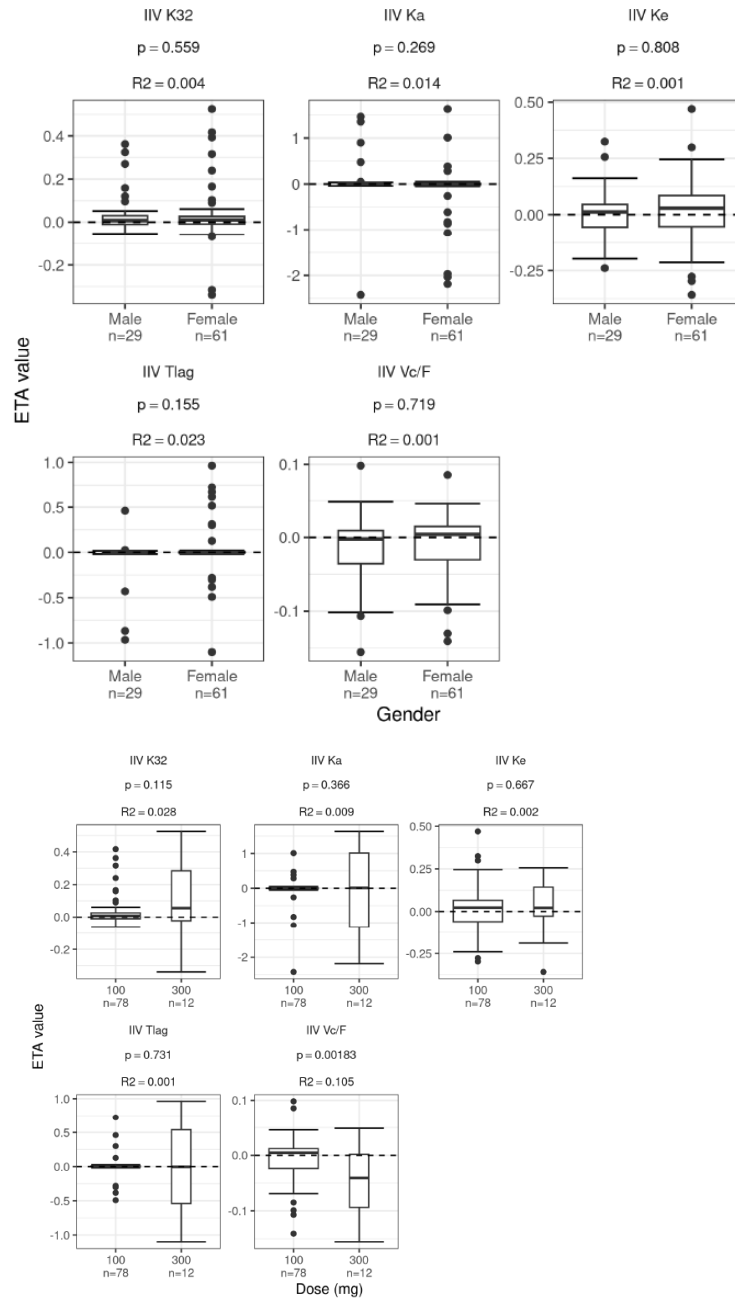 IIV K32
p = 0.559
R2 = 0.004
0.4
0.2
0.0
-0.2
Male
n=29
Female
n=61
IIV Ka
p = 0.269
R2 = 0.014
1
0
-1
-2
Male
n=29
Female
n=61
IIV Ke
p = 0.808
R2 = 0.001
0.50
0.25
0.00
-0.25
Male
n=29
Female
n=61
ETA value
IIV Tlag
p = 0.155
R2 = 0.023
1.0
0.5
0.0
-0.5
-1.0
Male
n=29
Female
n=61
IIV Vc/F
p = 0.719
R2 = 0.001
0.1
0.0
-0.1
Male
n=29
Female
n=61
Gender
IIV K32
p = 0.115
R2 = 0.028
0.4
0.2
0.0
-0.2
100
n=78
300
n=12
IIV Ka
p = 0.366
R2 = 0.009
1
0
-1
-2
100
n=78
300
n=12
IIV Ke
p = 0.667
R2 = 0.002
0.50
0.25
0.00
-0.25
100
n=78
300
n=12
ETA value
IIV Tlag
p = 0.731
R2 = 0.001
1.0
0.5
0.0
-0.5
-1.0
100
n=78
300
n=12
IIV Vc/F
p = 0.00183
R2 = 0.105
0.1
0.0
-0.1
100
n=78
300
n=12
Dose (mg)